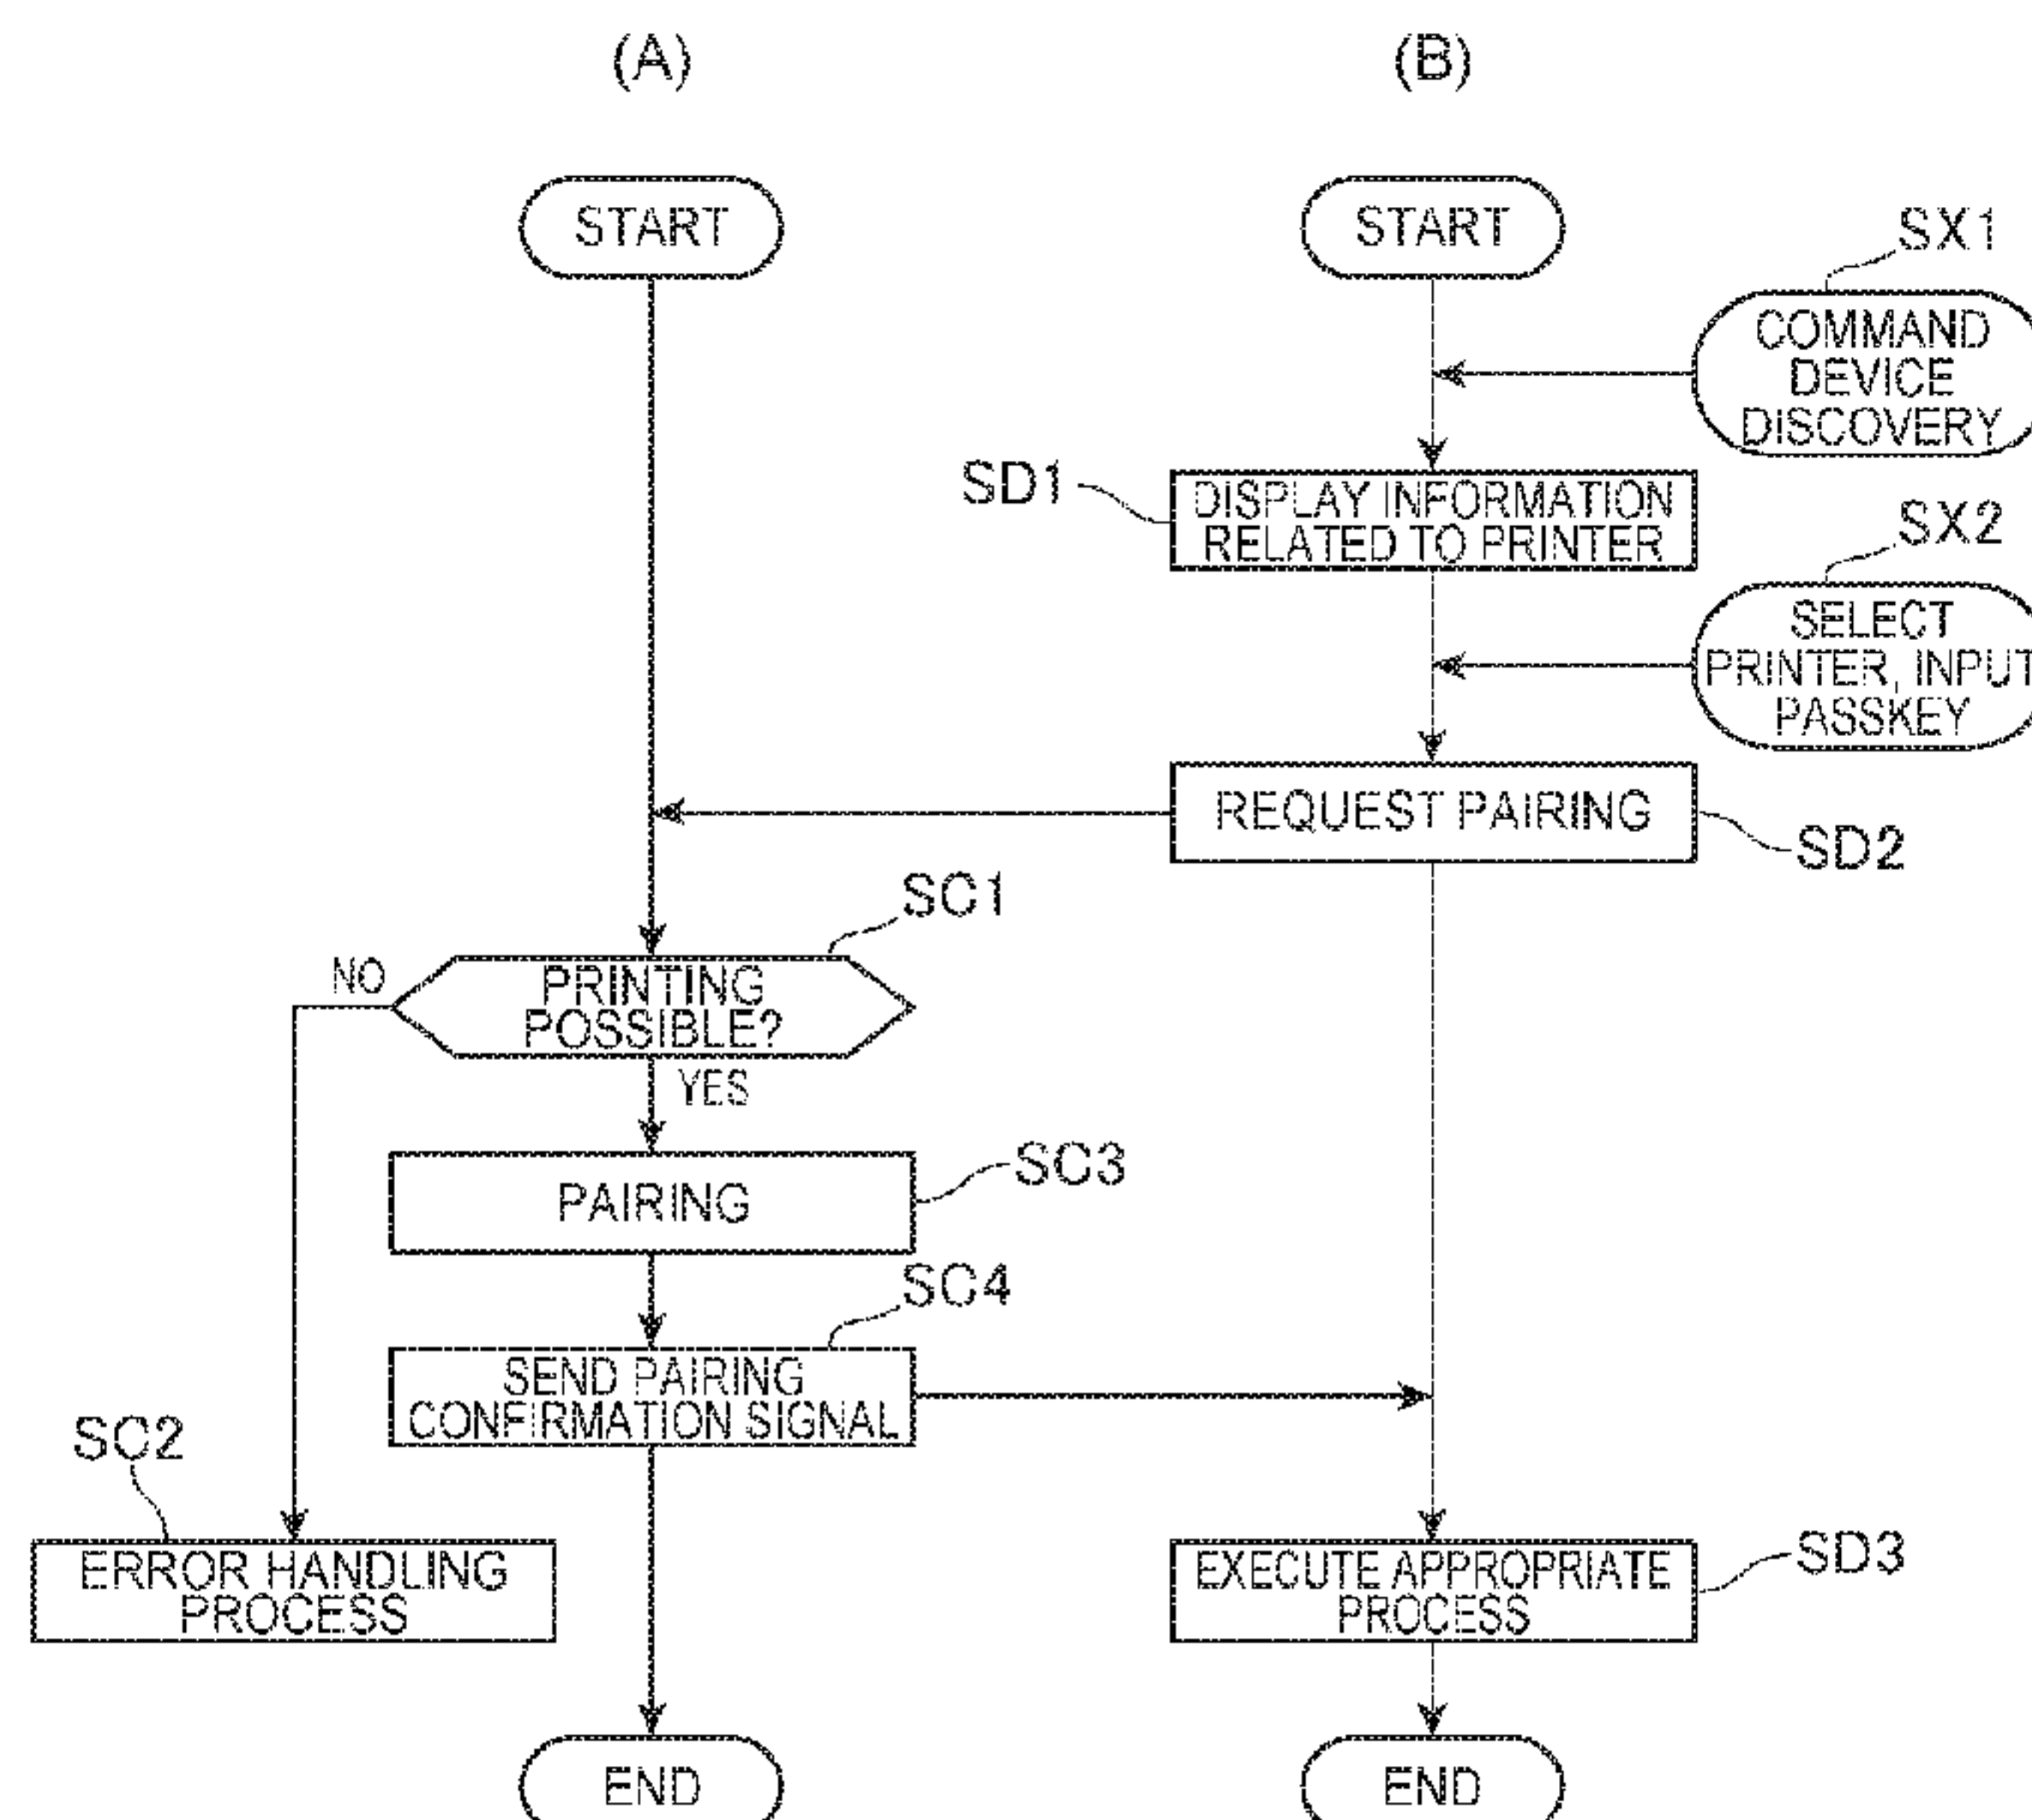 (A)
(B)
START
START
SX1
COMMAND
DEVICE
DISCOVERY
SD1
DISPLAY INFORMATION
RELATED TO PRINTER
SX2
SELECT
PRINTER, INPUT
PASSKEY
REQUEST PAIRING
SD2
SC1
NO
PRINTING
POSSIBLE?
YES
SC3
PAIRING
SC4
SEND PAIRING
CONFIRMATION SIGNAL
SC2
ERROR HANDLING
PROCESS
EXECUTE APPROPRIATE
PROCESS
SD3
END
END